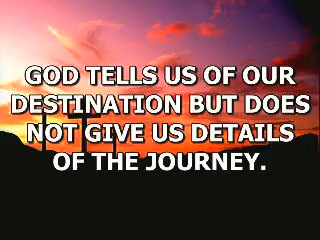 GOD TELLS US OF OUR
DESTINATION BUT DOES
NOT GIVE US DETAILS
OF THE JOURNEY.